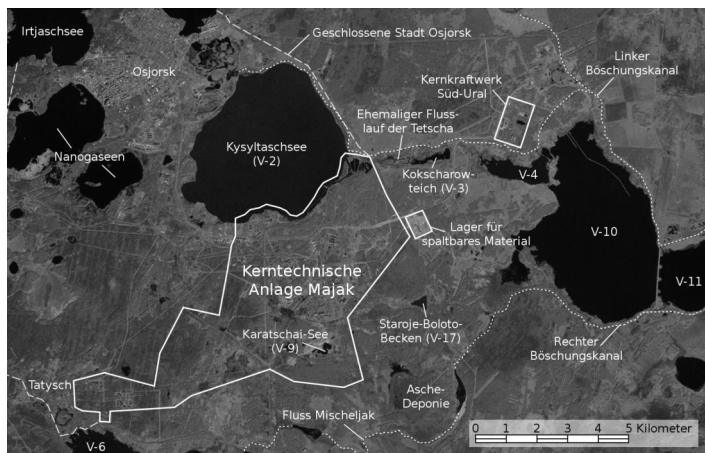 Irtjaschsee
Geschlossene Stadt Osjorsk
Osjorsk
Linker
Böschungskanal
Kernkraftwerk
Süd-Ural
Ehemaliger Fluss-
lauf der Tetscha
Kysyltaschsee
(V-2)
Nanogaseen
Kokscharow-
teich (V-3)
V-4
Lager für
spaltbares Material
V-10
Kerntechnische
Anlage Majak
V-11
Karatschai-See
(V-9)
Staroje-Boloto-
Becken (V-17)
Rechter
Böschungskanal
Tatysch
Asche-
Deponie
Fluss Mischeljak
V-6
0 1 2 3 4 5 Kilometer